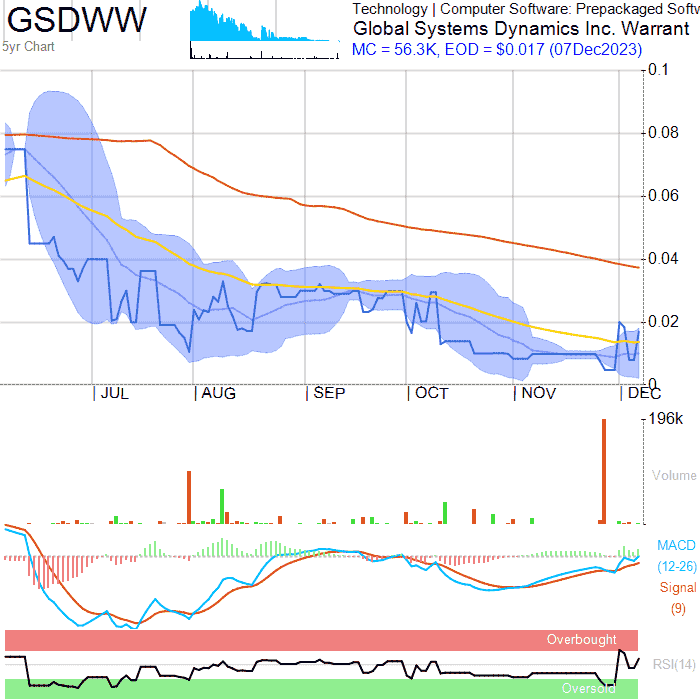 GSDWW
5yr Chart
Technology | Computer Software: Prepackaged Softw
Global Systems Dynamics Inc. Warrant
MC = 56.3K, EOD = $0.017 (07Dec2023)
0.1
0.08
0.06
0.04
0.02
0
JUL AUG SEP OCT NOV DEC
196k
Volume
MACD
(12-26)
Signal
(9)
Overbought
RSI(14)
Oversold